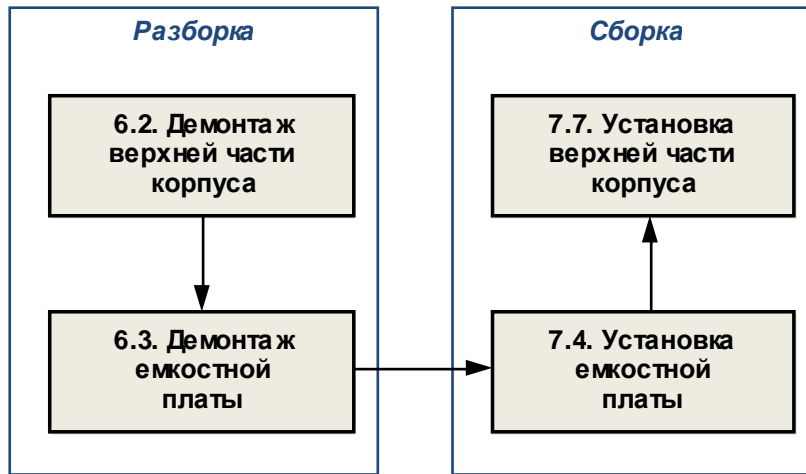 Разборка
6.2. Демонтаж
верхней части
корпуса
6.3. Демонтаж
емкостной
платы
Сборка
7.7. Установка
верхней части
корпуса
7.4. Установка
емкостной
платы